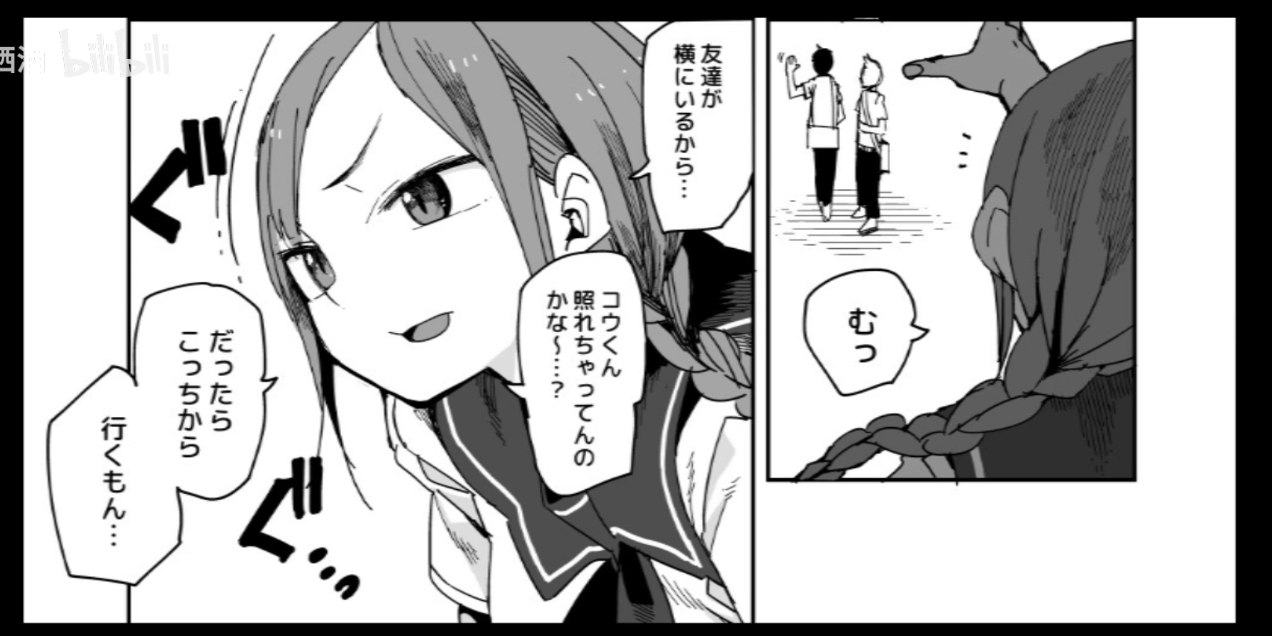 むっ
友達が
横にいるから…
コウくん
照れちゃってんの
かな〜…?
だったら
こっちから
行くもん…
ぐ"
ぐ"…
bilibili